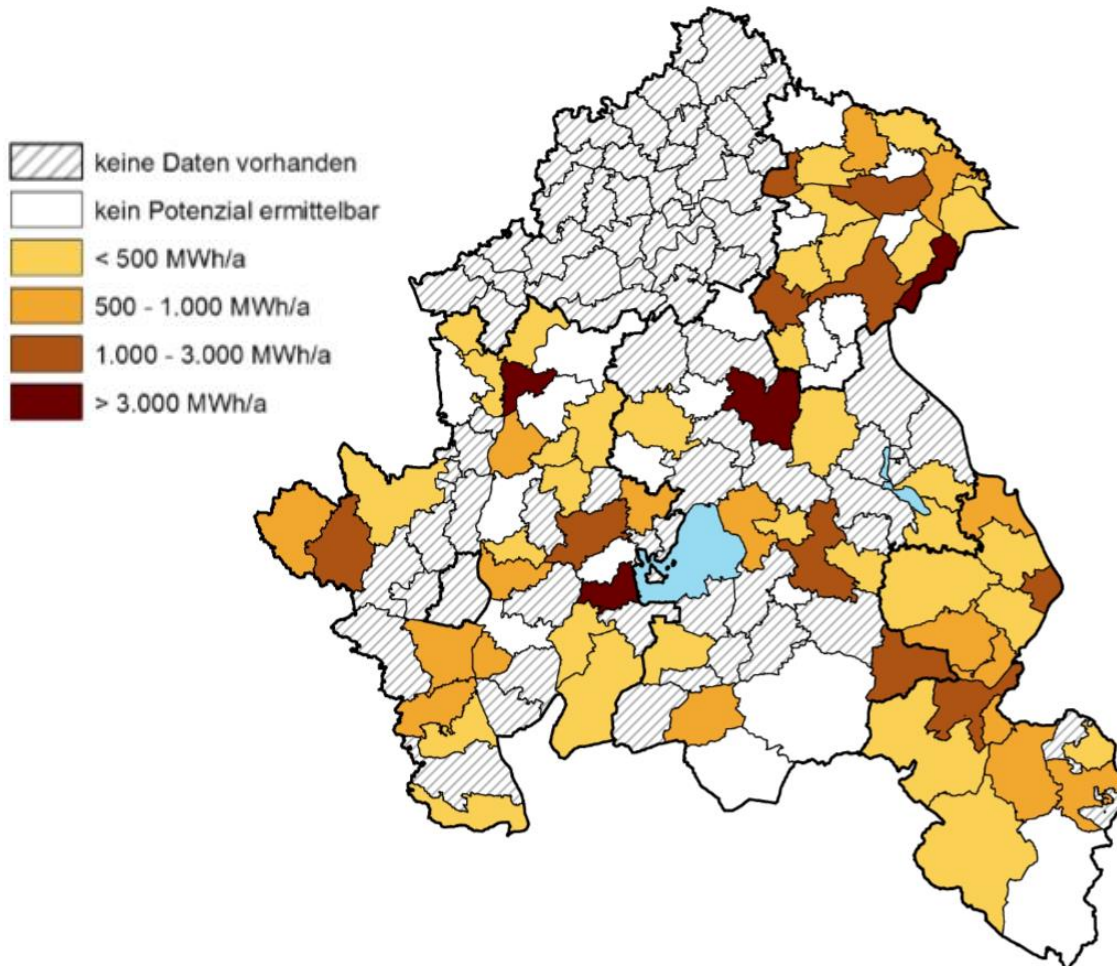 keine Daten vorhanden
kein Potenzial ermittelbar
< 500 MWh/a
500 - 1.000 MWh/a
1.000 - 3.000 MWh/a
> 3.000 MWh/a